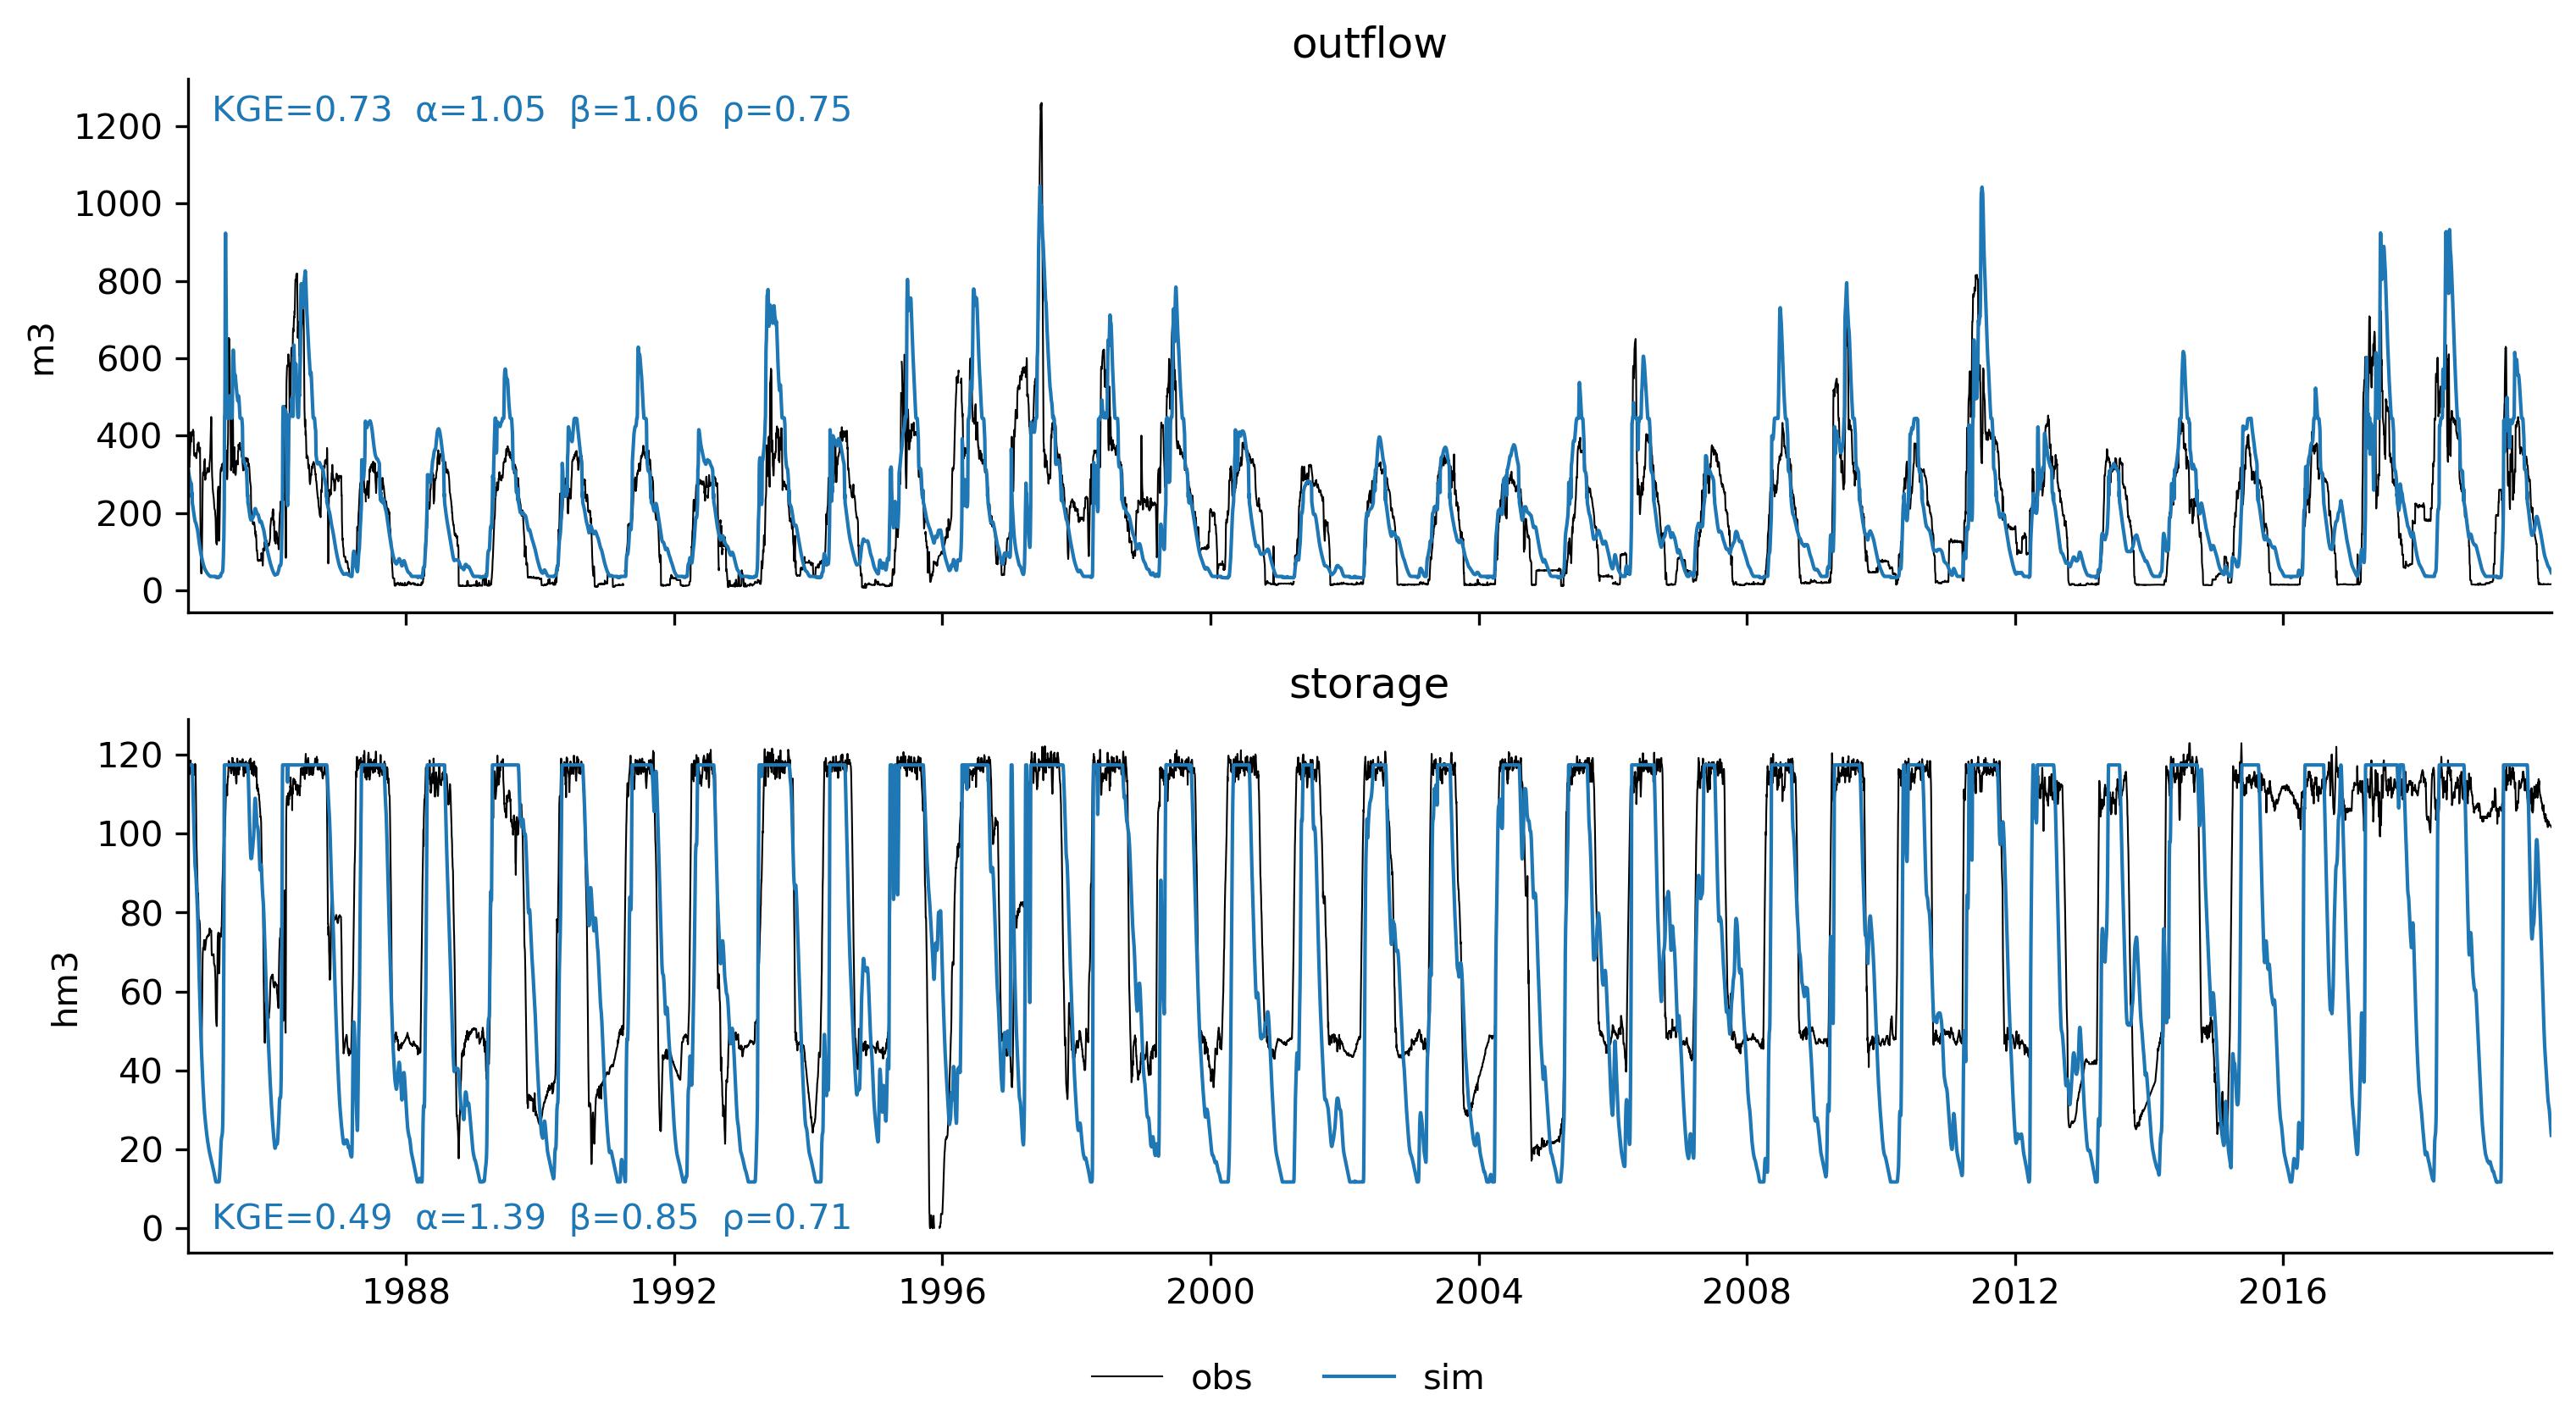 outflow
KGE=0.73 α=1.05 β=1.06 ρ=0.75
1200
1000
800
600
400
200
0
m3
storage
120
100
80
60
40
20
0
hm3
KGE=0.49 α=1.39 β=0.85 ρ=0.71
1988 1992 1996 2000 2004 2008 2012 2016
obs sim